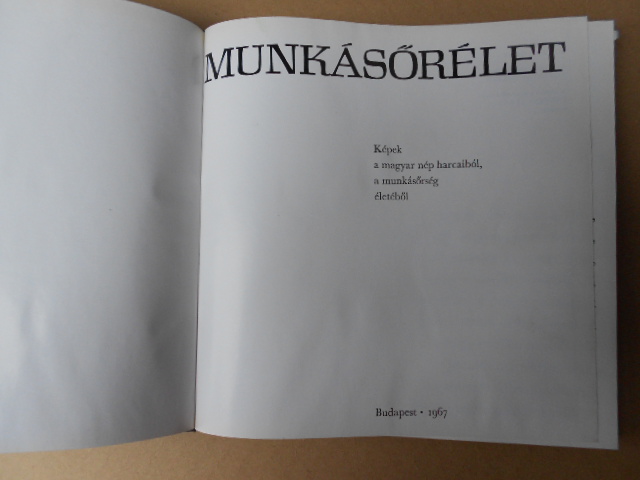 MUNKÁSŐRÉLET
Képek
a magyar nép harcaiból,
a munkásőrség
életéből
Budapest • 1967